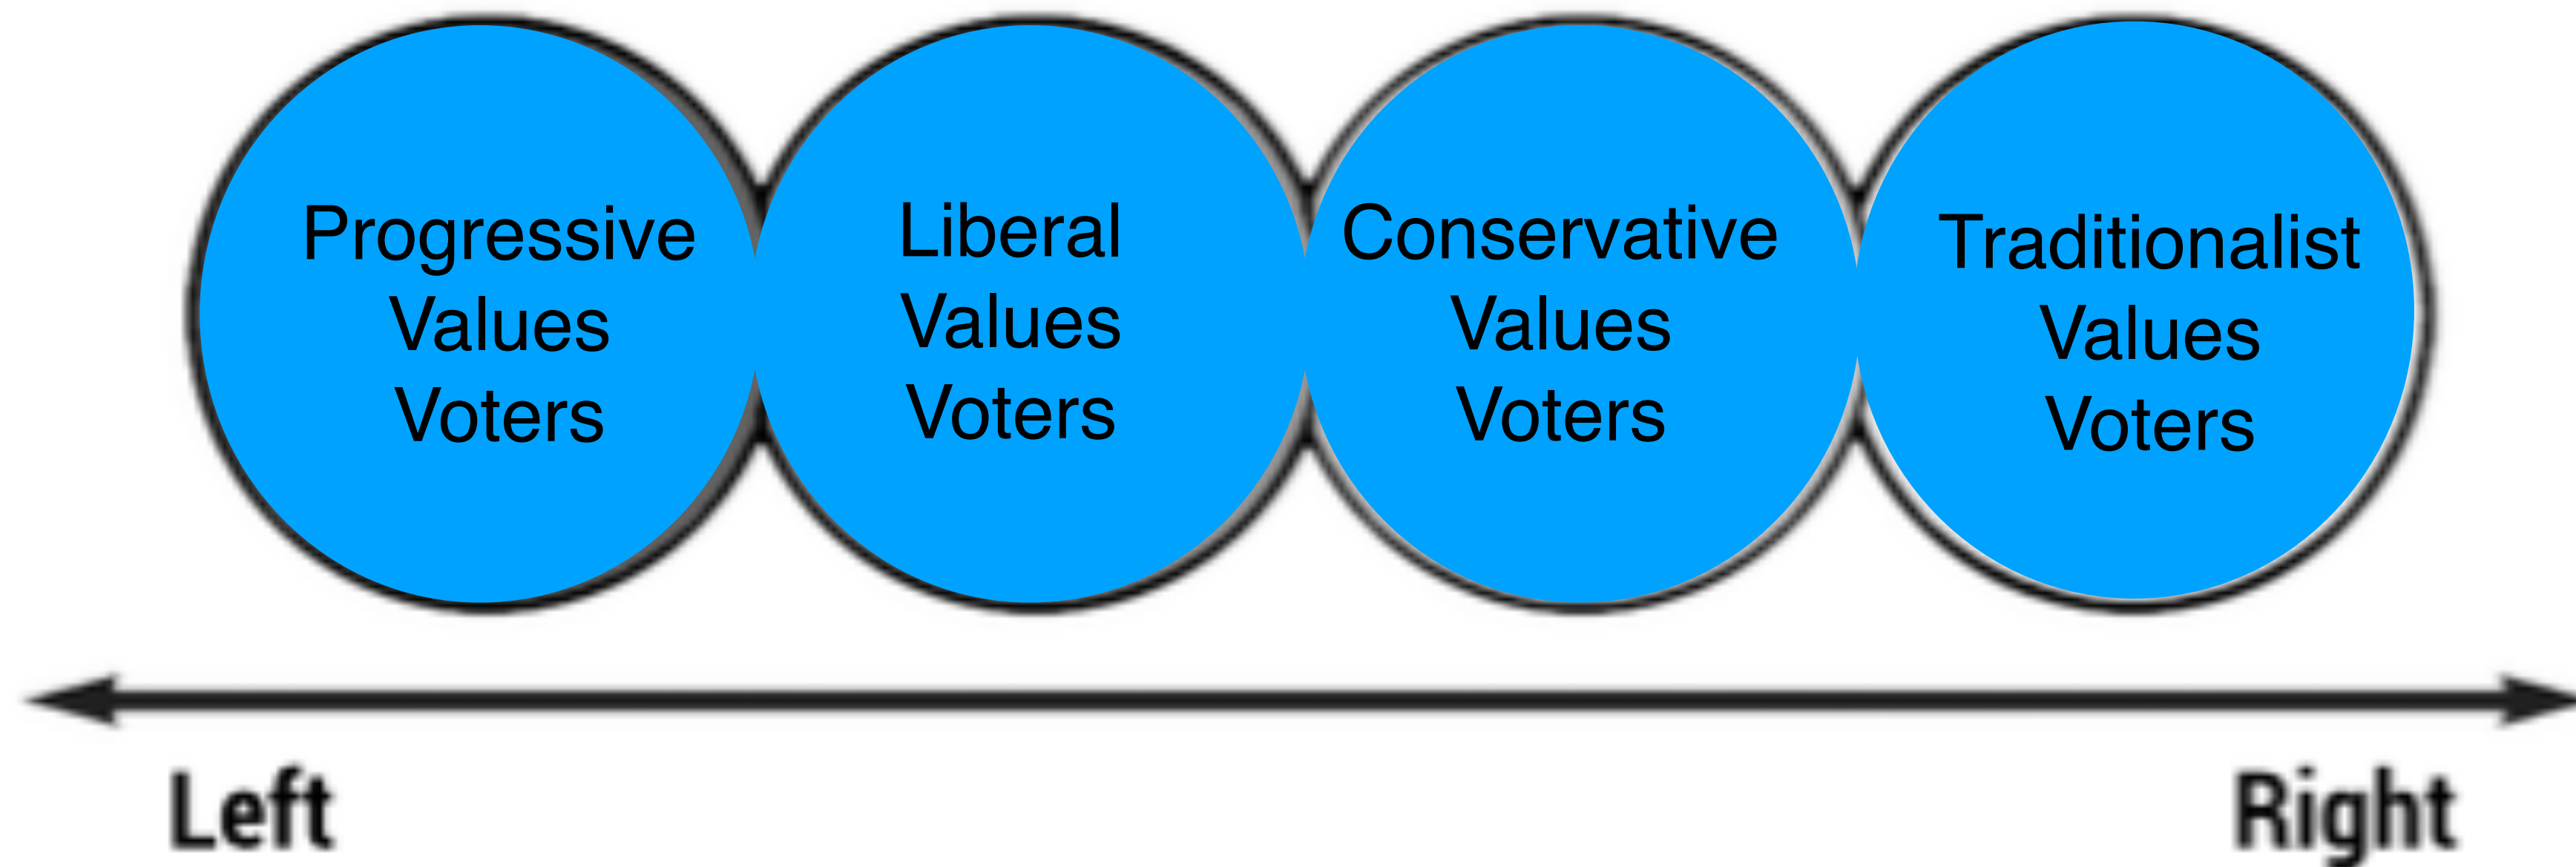 Progressive
Values
Voters
Liberal
Values
Voters
Conservative
Values
Voters
Traditionalist
Values
Voters
Left
Right